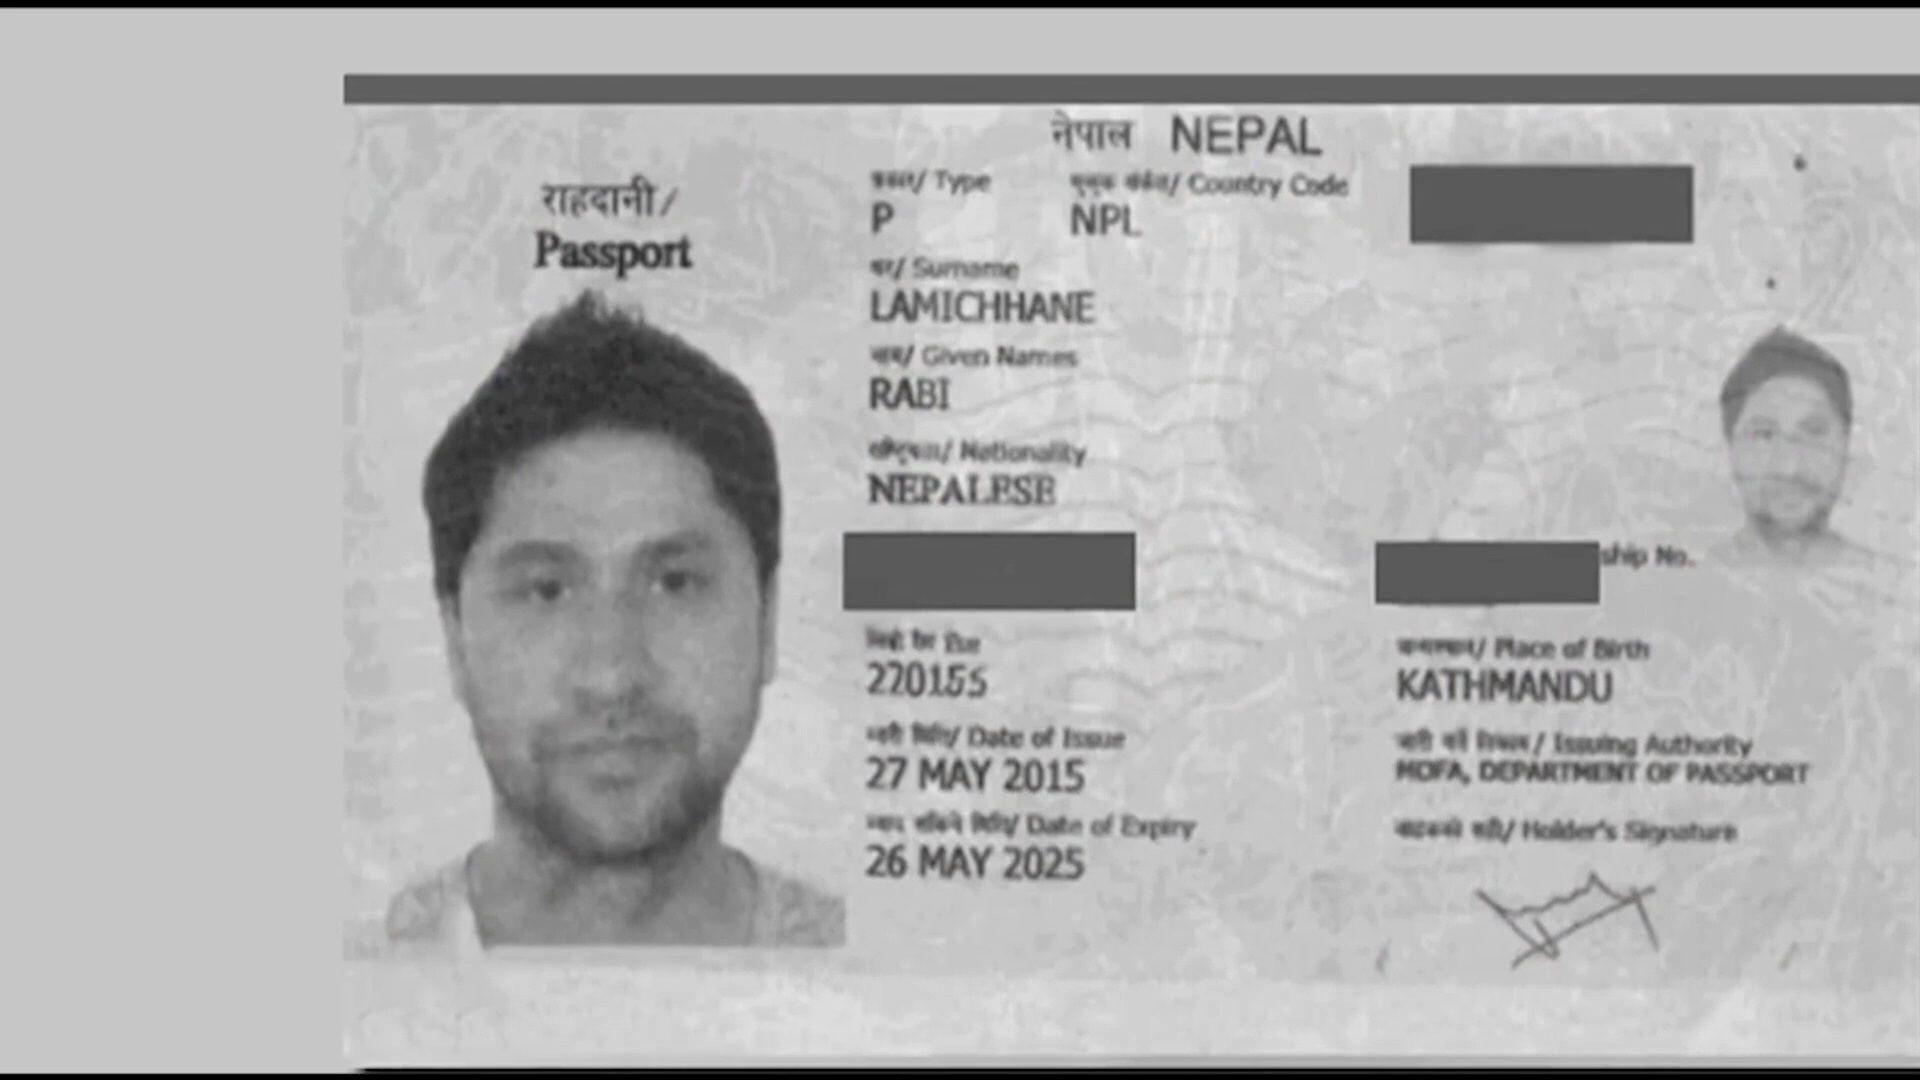 नेपाल NEPAL
राहदानी/
Passport
Type
P
Country Code
NPL
Surname
LAMICHHANE
Given Names
RABI
Nationality
NEPALESE
ship No.
Place of Birth
KATHMANDU
Date of Issue
27 MAY 2015
Issuing Authority
MOFA, DEPARTMENT OF PASSPORT
Date of Expiry
26 MAY 2025
Holder's Signature